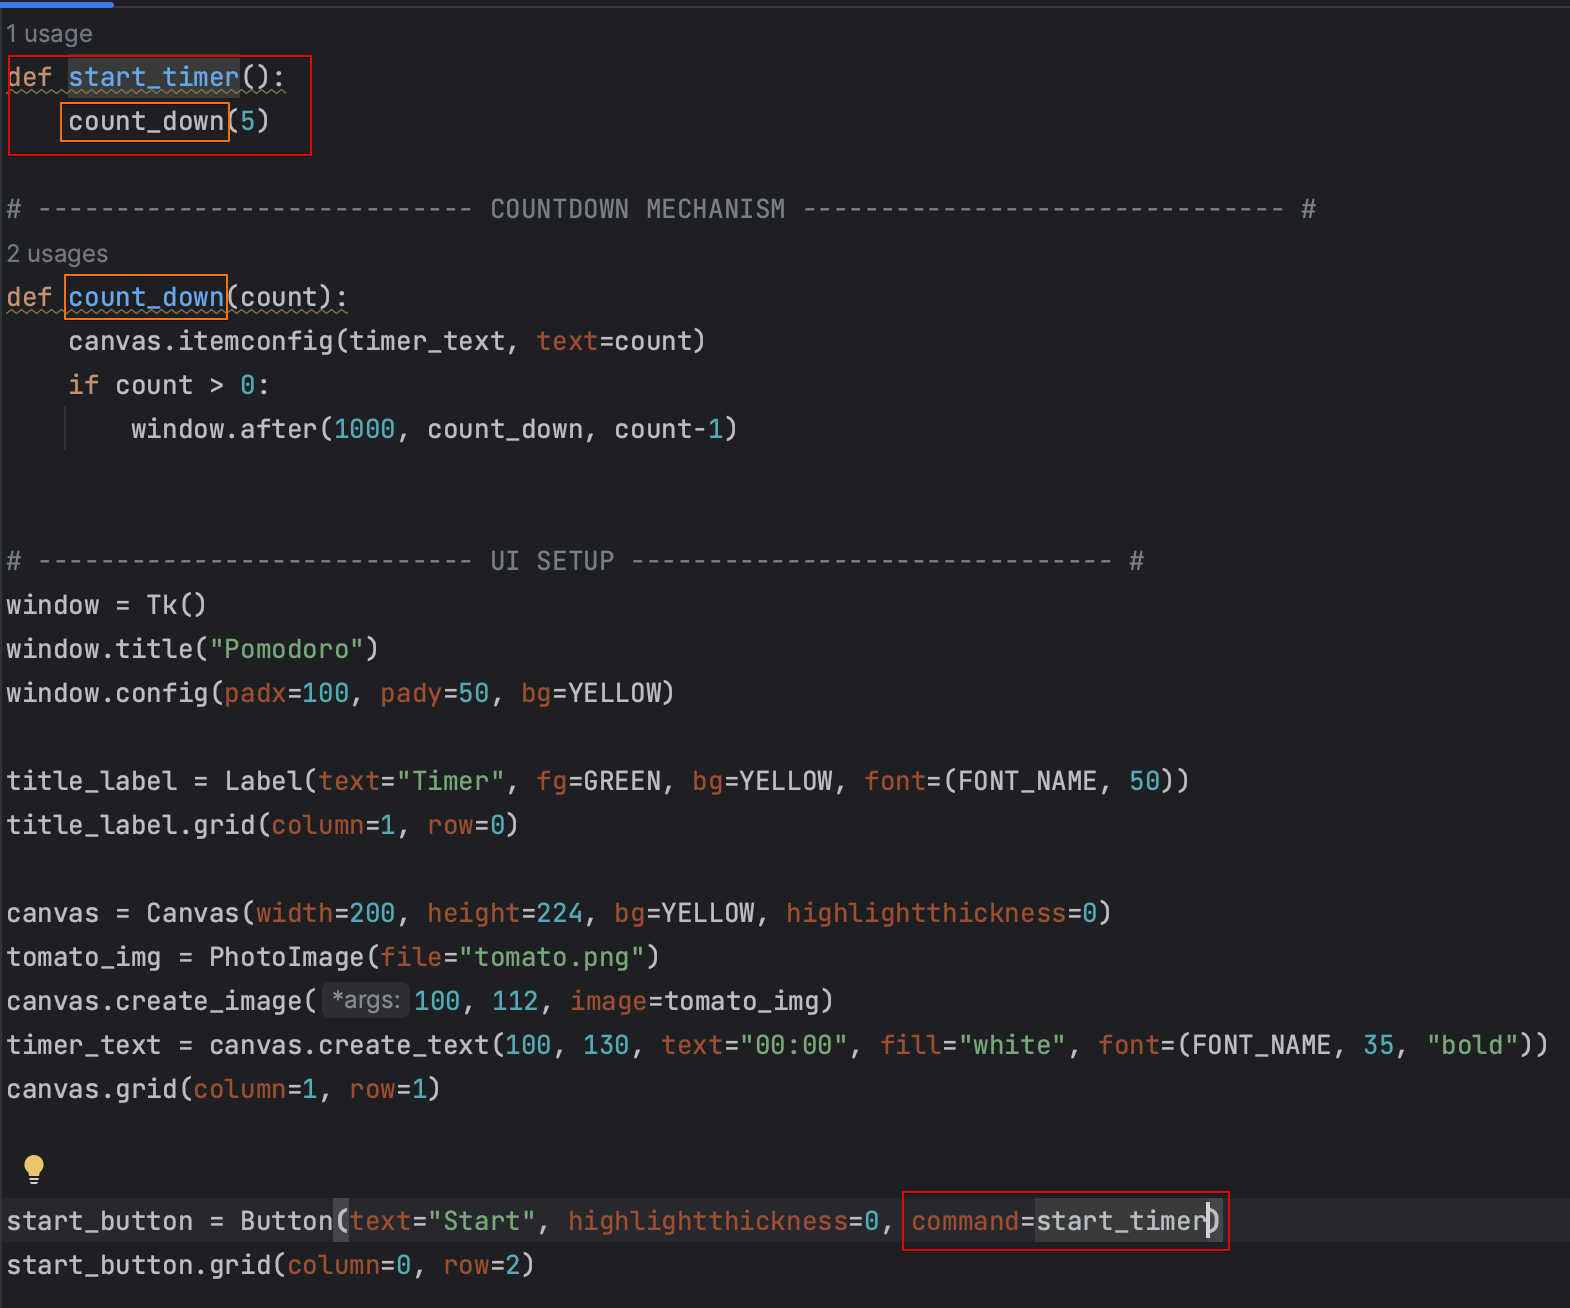 1 usage
def start_timer():
    count_down(5)
# ---------------------------- COUNTDOWN MECHANISM ------------------------------- #
2 usages
def count_down(count):
    canvas.itemconfig(timer_text, text=count)
    if count > 0:
        window.after(1000, count_down, count-1)
# ---------------------------- UI SETUP ------------------------------- #
window = Tk()
window.title("Pomodoro")
window.config(padx=100, pady=50, bg=YELLOW)
title_label = Label(text="Timer", fg=GREEN, bg=YELLOW, font=(FONT_NAME, 50))
title_label.grid(column=1, row=0)
canvas = Canvas(width=200, height=224, bg=YELLOW, highlightthickness=0)
tomato_img = PhotoImage(file="tomato.png")
canvas.create_image( *args: 100, 112, image=tomato_img)
timer_text = canvas.create_text(100, 130, text="00:00", fill="white", font=(FONT_NAME, 35, "bold"))
canvas.grid(column=1, row=1)
start_button = Button(text="Start", highlightthickness=0, command=start_timer)
start_button.grid(column=0, row=2)